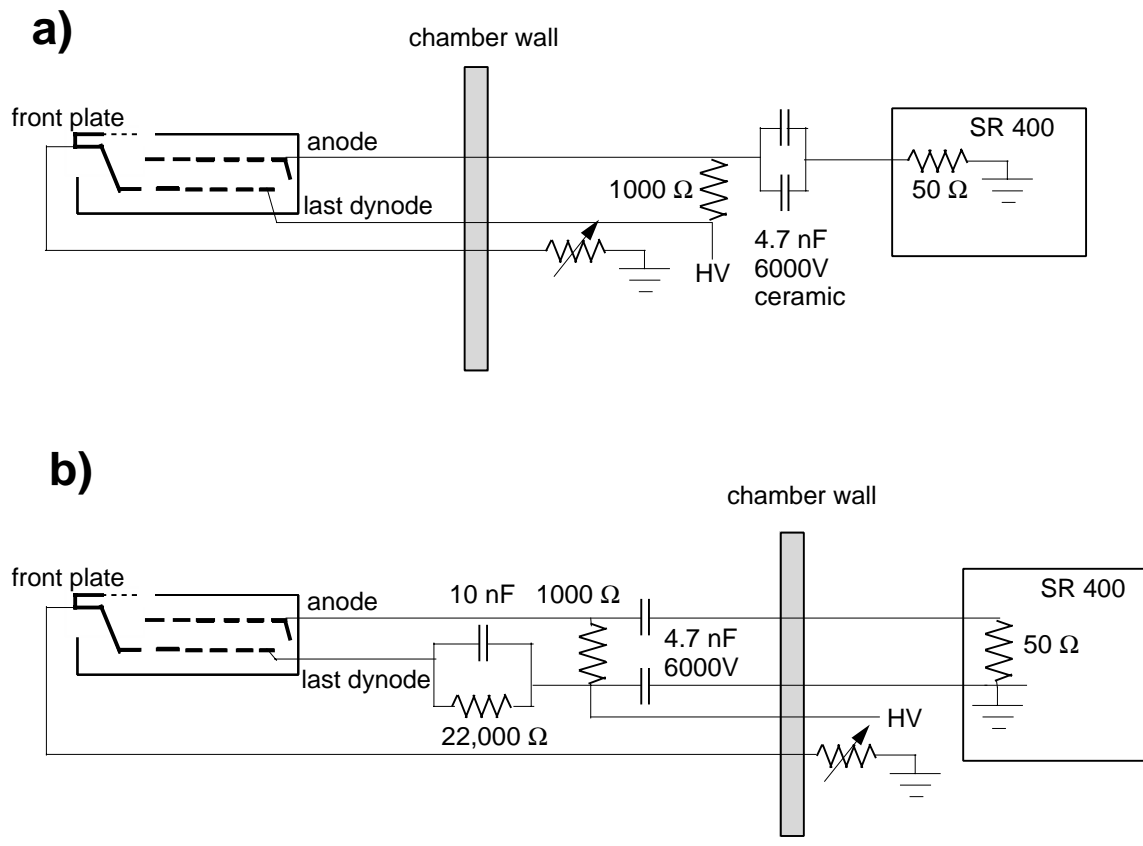 a)
chamber wall
front plate
anode
last dynode
1000 Ω
HV
4.7 nF
6000V
ceramic
SR 400
50 Ω
b)
chamber wall
front plate
anode
last dynode
10 nF
22,000 Ω
1000 Ω
4.7 nF
6000V
HV
SR 400
50 Ω